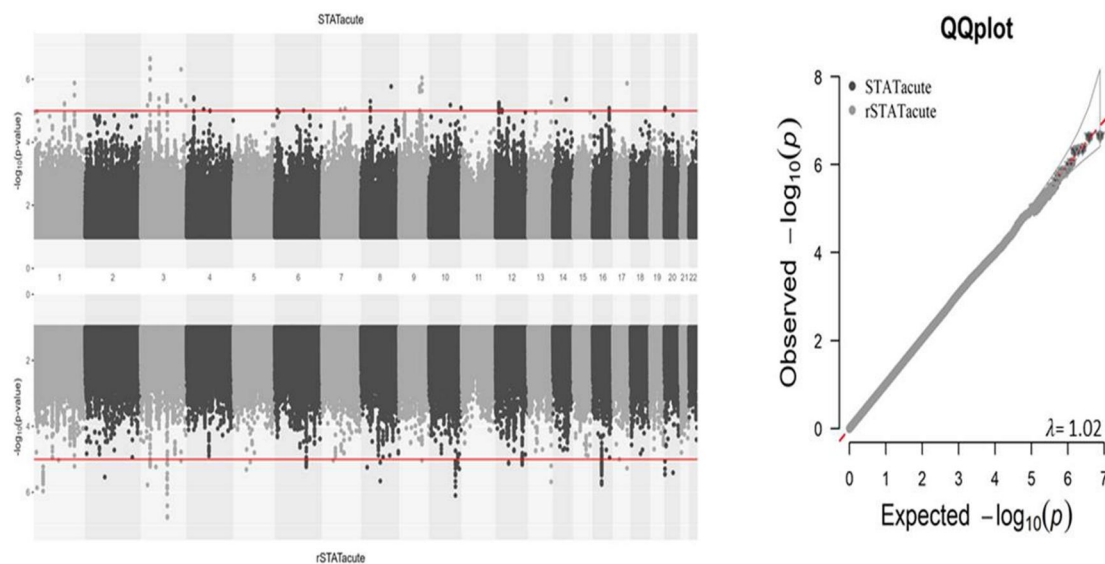 STATacute
-log10(p-value)
6
4
2
0
1 2 3 4 5 6 7 8 9 10 11 12 13 14 15 16 17 18 19 20 21 22
0
2
4
6
-log(p-value)
rSTATacute
QQplot
STATacute
rSTATacute
Observed −log10(p)
8
6
4
2
0
λ= 1.02
0 1 2 3 4 5 6 7
Expected −log10(p)